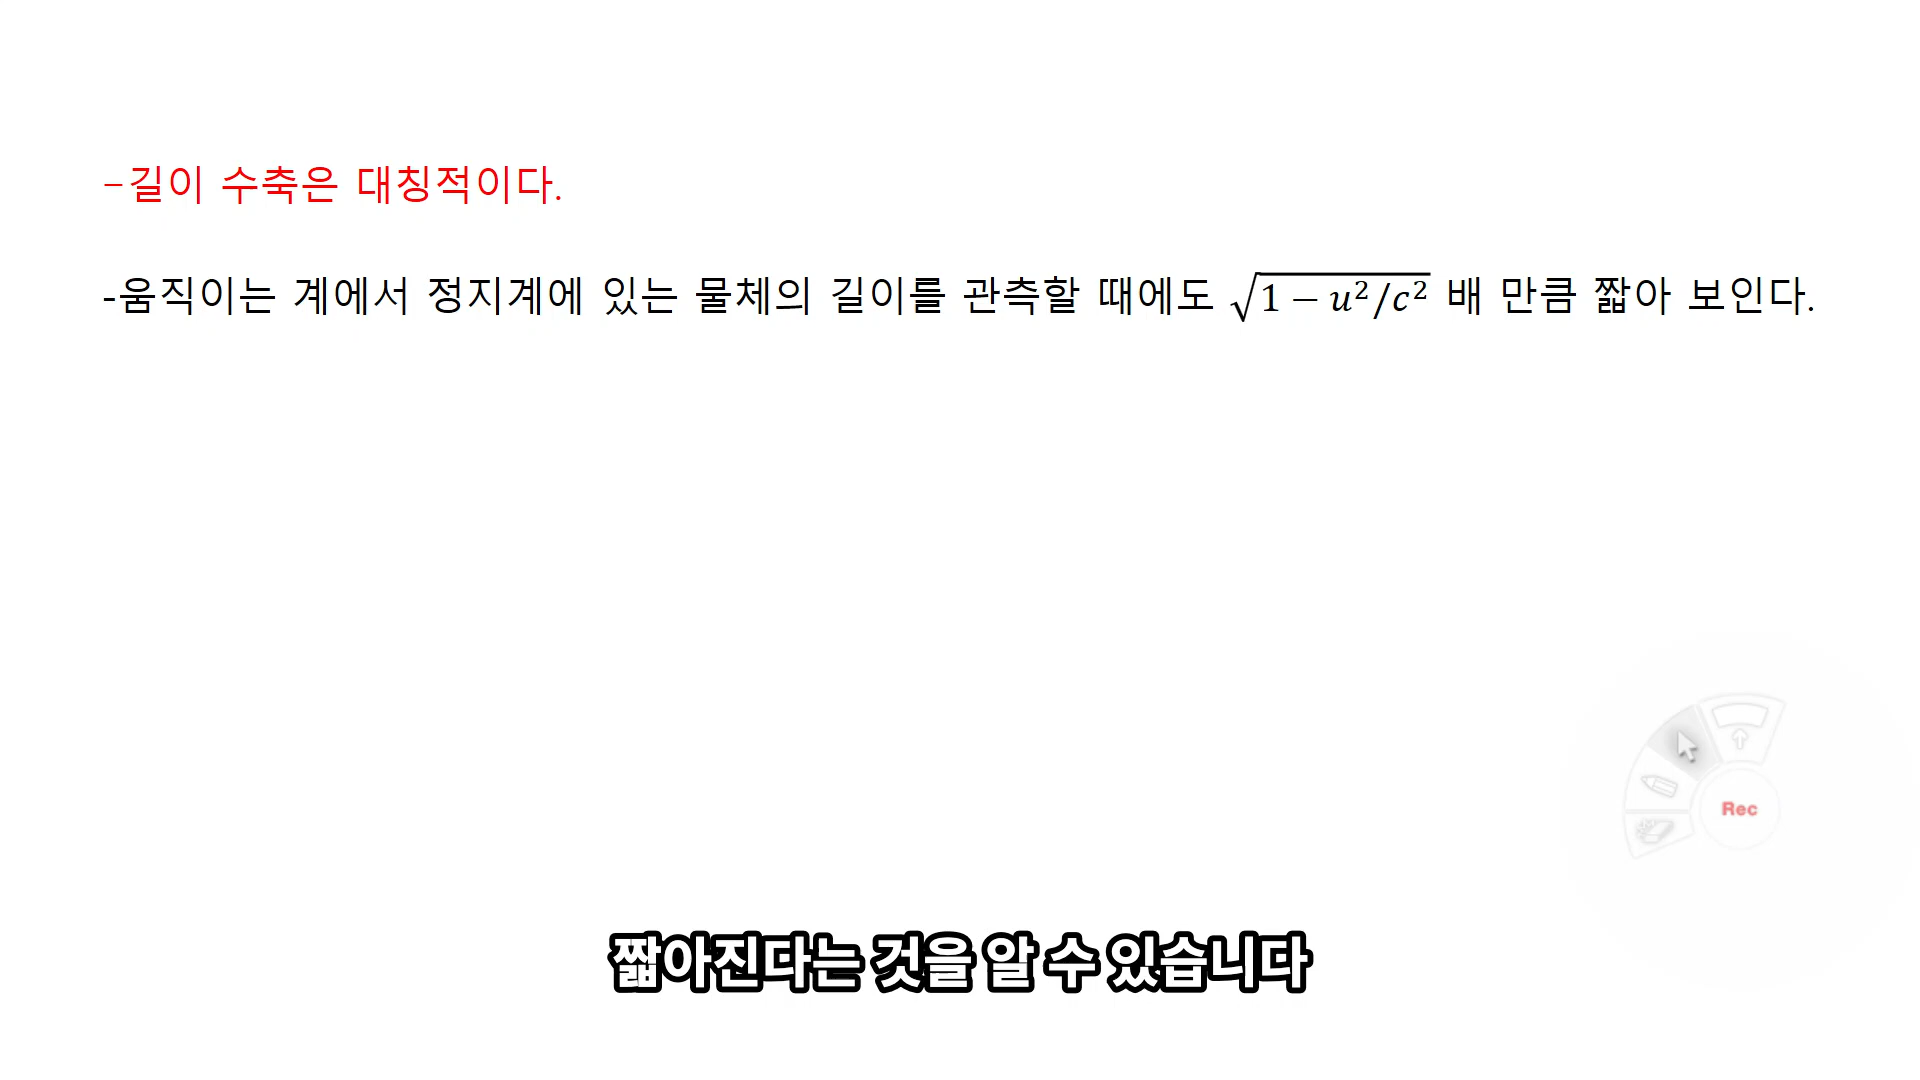 -길이 수축은 대칭적이다.
-움직이는 계에서 정지계에 있는 물체의 길이를 관측할 때에도 √(1 − u²/c²) 배 만큼 짧아 보인다.
Rec
짧아진다는 것을 알 수 있습니다